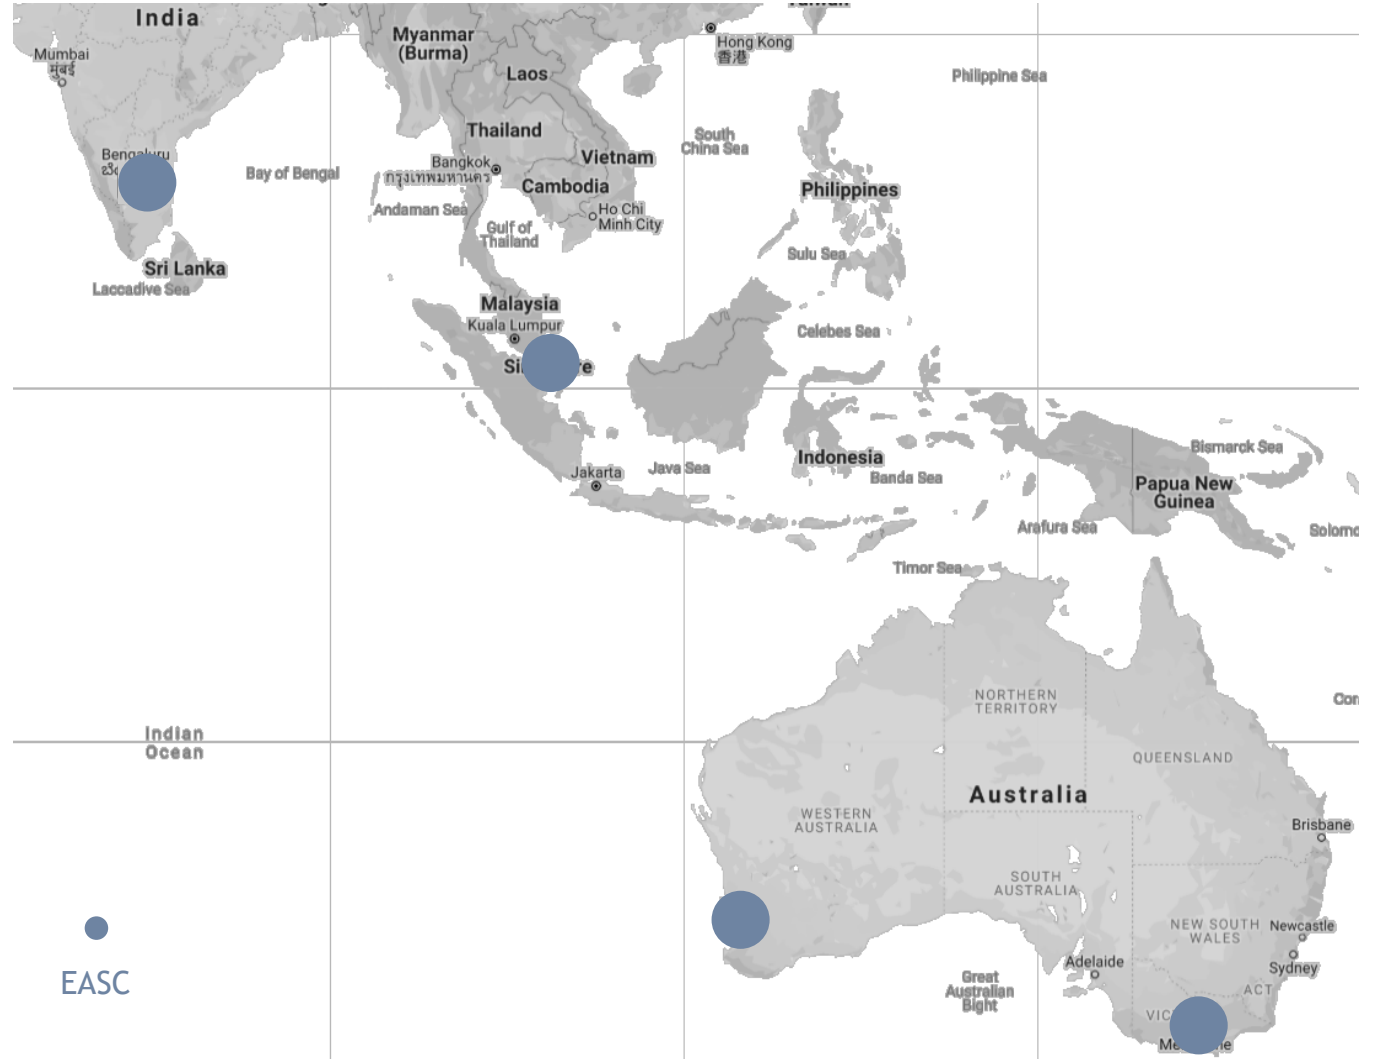 India
Mumbai
मुंबई
Myanmar
(Burma)
Laos
Hong Kong
香港
Philippine Sea
Thailand
South
China Sea
Vietnam
Bengaluru
Bangkok
กรุงเทพมหานคร
Bay of Bengal
Cambodia
Philippines
Andaman Sea
Ho Chi
Minh City
Gulf of
Thailand
Sulu Sea
Sri Lanka
Laccadive Sea
Malaysia
Kuala Lumpur
Celebes Sea
Indonesia
Bismarck Sea
Jakarta
Java Sea
Banda Sea
Papua New
Guinea
Arafura Sea
Solomo
Timor Sea
NORTHERN
TERRITORY
Cor
Indian
Ocean
QUEENSLAND
Australia
WESTERN
AUSTRALIA
Brisbane
SOUTH
AUSTRALIA
NEW SOUTH
WALES
Newcastle
Adelaide
Sydney
Great
Australian
Bight
ACT
EASC
VIC